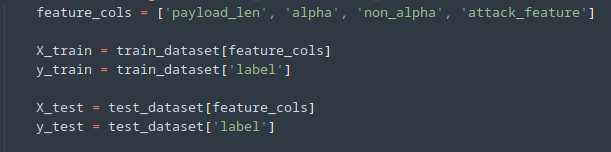 feature_cols = ['payload_len', 'alpha', 'non_alpha', 'attack_feature']
X_train = train_dataset[feature_cols]
y_train = train_dataset['label']
X_test = test_dataset[feature_cols]
y_test = test_dataset['label']